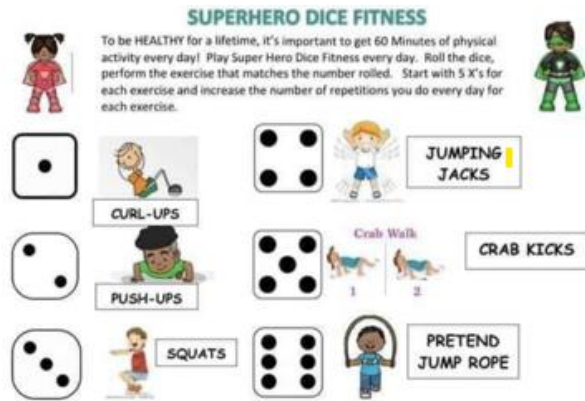 SUPERHERO DICE FITNESS
To be HEALTHY for a lifetime, it's important to get 60 Minutes of physical
activity every day! Play Super Hero Dice Fitness every day. Roll the dice,
perform the exercise that matches the number rolled. Start with 5 X's for
each exercise and increase the number of repetitions you do every day for
each exercise.
CURL-UPS
JUMPING
JACKS
PUSH-UPS
Crab Walk
1 2
CRAB KICKS
SQUATS
PRETEND
JUMP ROPE